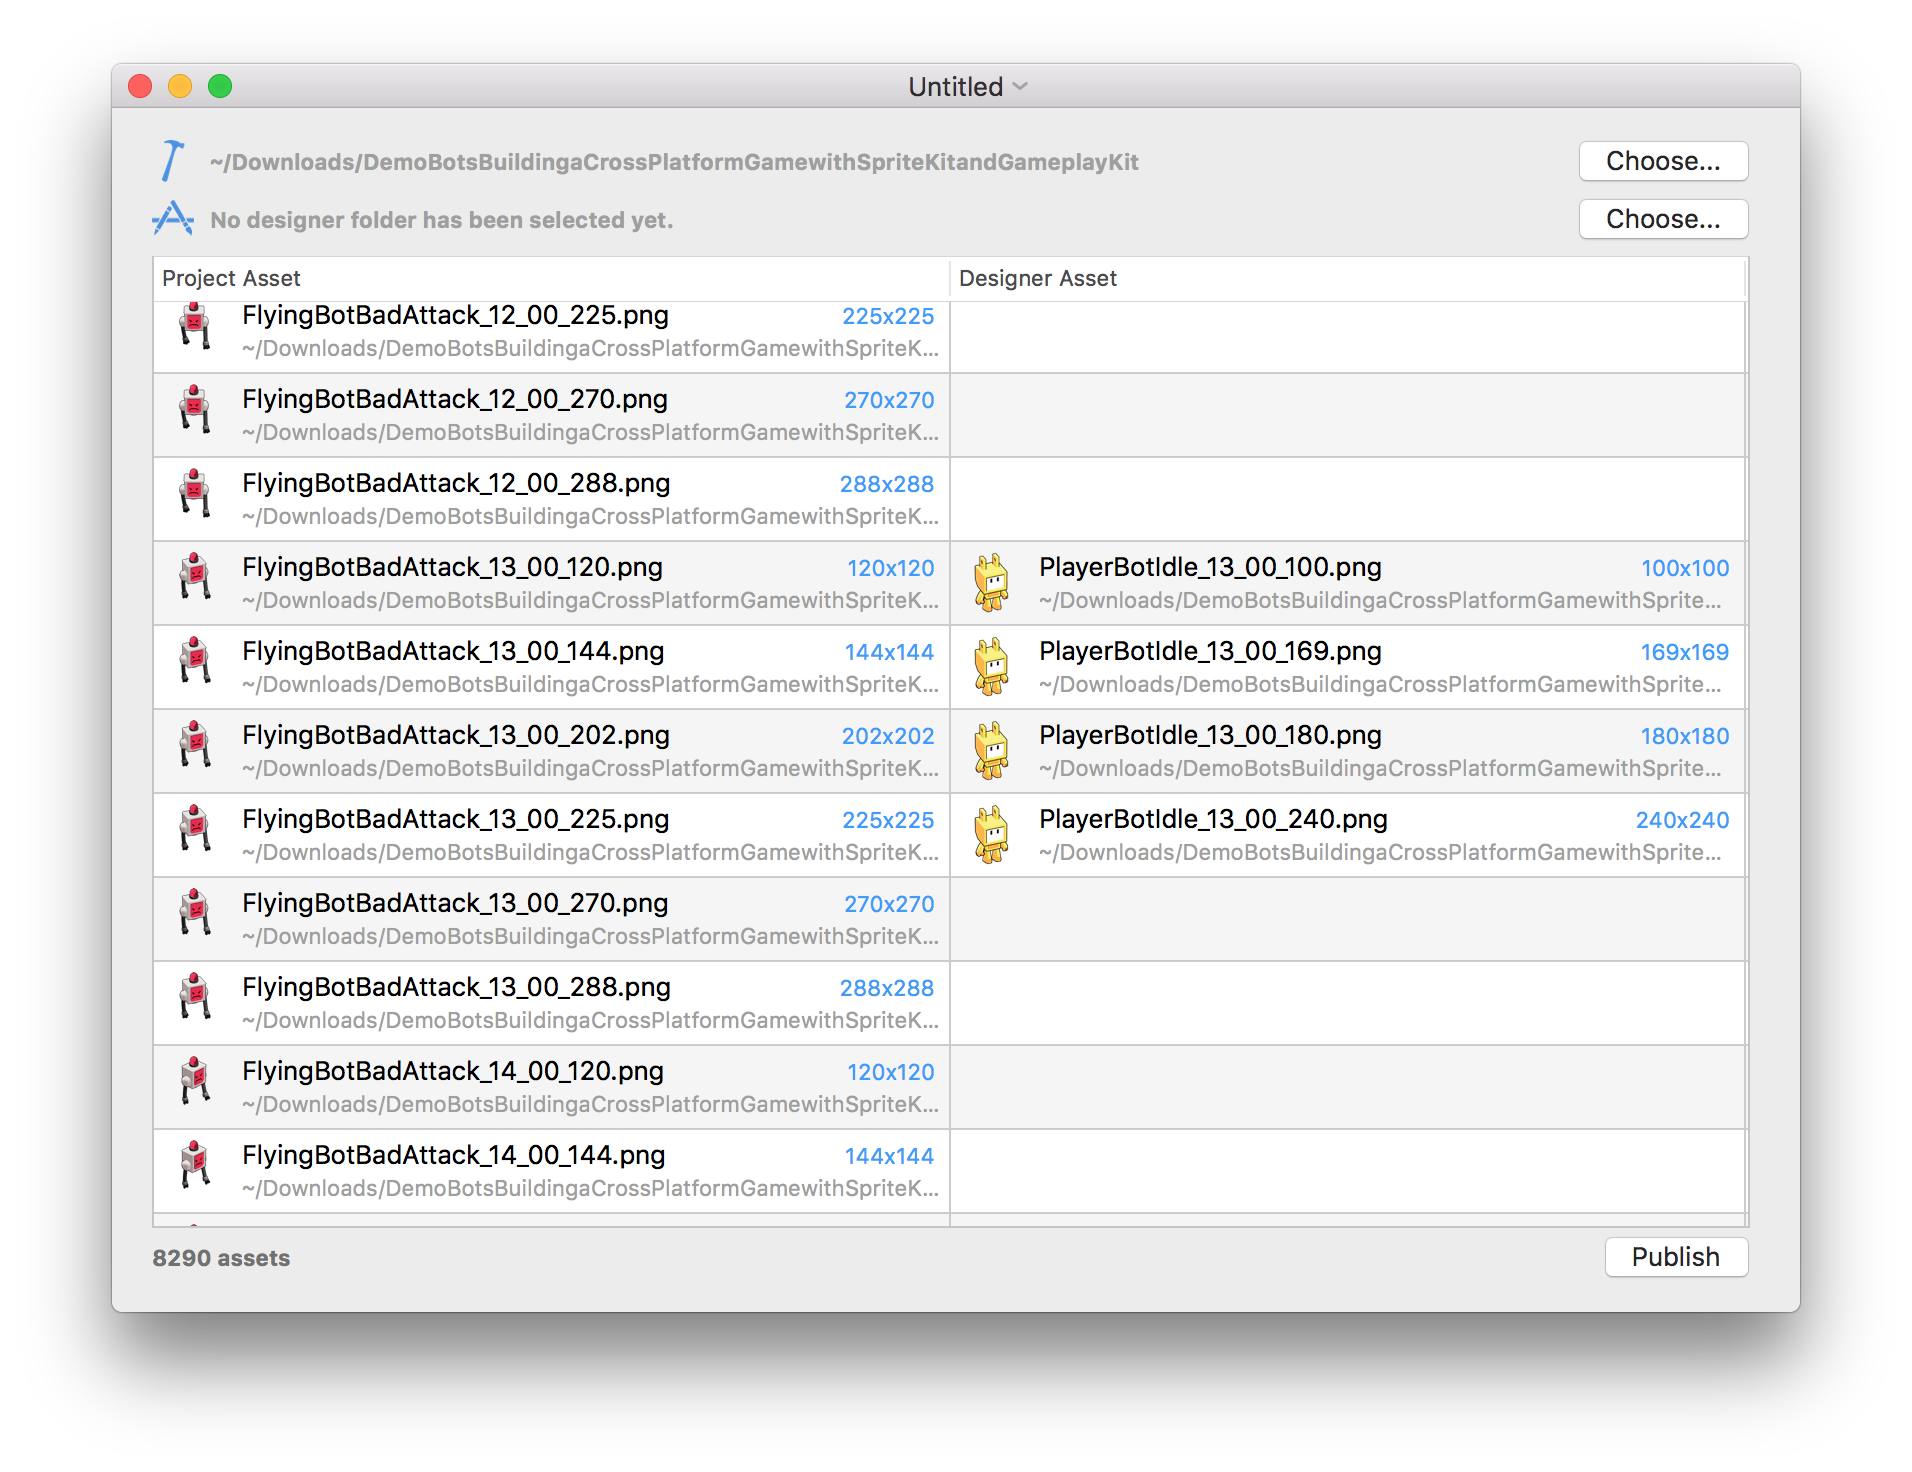 Untitled
~/Downloads/DemoBotsBuildingaCrossPlatformGamewithSpriteKitandGameplayKit
Choose...
No designer folder has been selected yet.
Choose...
Project Asset
Designer Asset
FlyingBotBadAttack_12_00_225.png 225x225
~/Downloads/DemoBotsBuildingaCrossPlatformGamewithSpriteK...
FlyingBotBadAttack_12_00_270.png 270x270
~/Downloads/DemoBotsBuildingaCrossPlatformGamewithSpriteK...
FlyingBotBadAttack_12_00_288.png 288x288
~/Downloads/DemoBotsBuildingaCrossPlatformGamewithSpriteK...
FlyingBotBadAttack_13_00_120.png 120x120
~/Downloads/DemoBotsBuildingaCrossPlatformGamewithSpriteK...
PlayerBotIdle_13_00_100.png 100x100
~/Downloads/DemoBotsBuildingaCrossPlatformGamewithSprite...
FlyingBotBadAttack_13_00_144.png 144x144
~/Downloads/DemoBotsBuildingaCrossPlatformGamewithSpriteK...
PlayerBotIdle_13_00_169.png 169x169
~/Downloads/DemoBotsBuildingaCrossPlatformGamewithSprite...
FlyingBotBadAttack_13_00_202.png 202x202
~/Downloads/DemoBotsBuildingaCrossPlatformGamewithSpriteK...
PlayerBotIdle_13_00_180.png 180x180
~/Downloads/DemoBotsBuildingaCrossPlatformGamewithSprite...
FlyingBotBadAttack_13_00_225.png 225x225
~/Downloads/DemoBotsBuildingaCrossPlatformGamewithSpriteK...
PlayerBotIdle_13_00_240.png 240x240
~/Downloads/DemoBotsBuildingaCrossPlatformGamewithSprite...
FlyingBotBadAttack_13_00_270.png 270x270
~/Downloads/DemoBotsBuildingaCrossPlatformGamewithSpriteK...
FlyingBotBadAttack_13_00_288.png 288x288
~/Downloads/DemoBotsBuildingaCrossPlatformGamewithSpriteK...
FlyingBotBadAttack_14_00_120.png 120x120
~/Downloads/DemoBotsBuildingaCrossPlatformGamewithSpriteK...
FlyingBotBadAttack_14_00_144.png 144x144
~/Downloads/DemoBotsBuildingaCrossPlatformGamewithSpriteK...
8290 assets
Publish